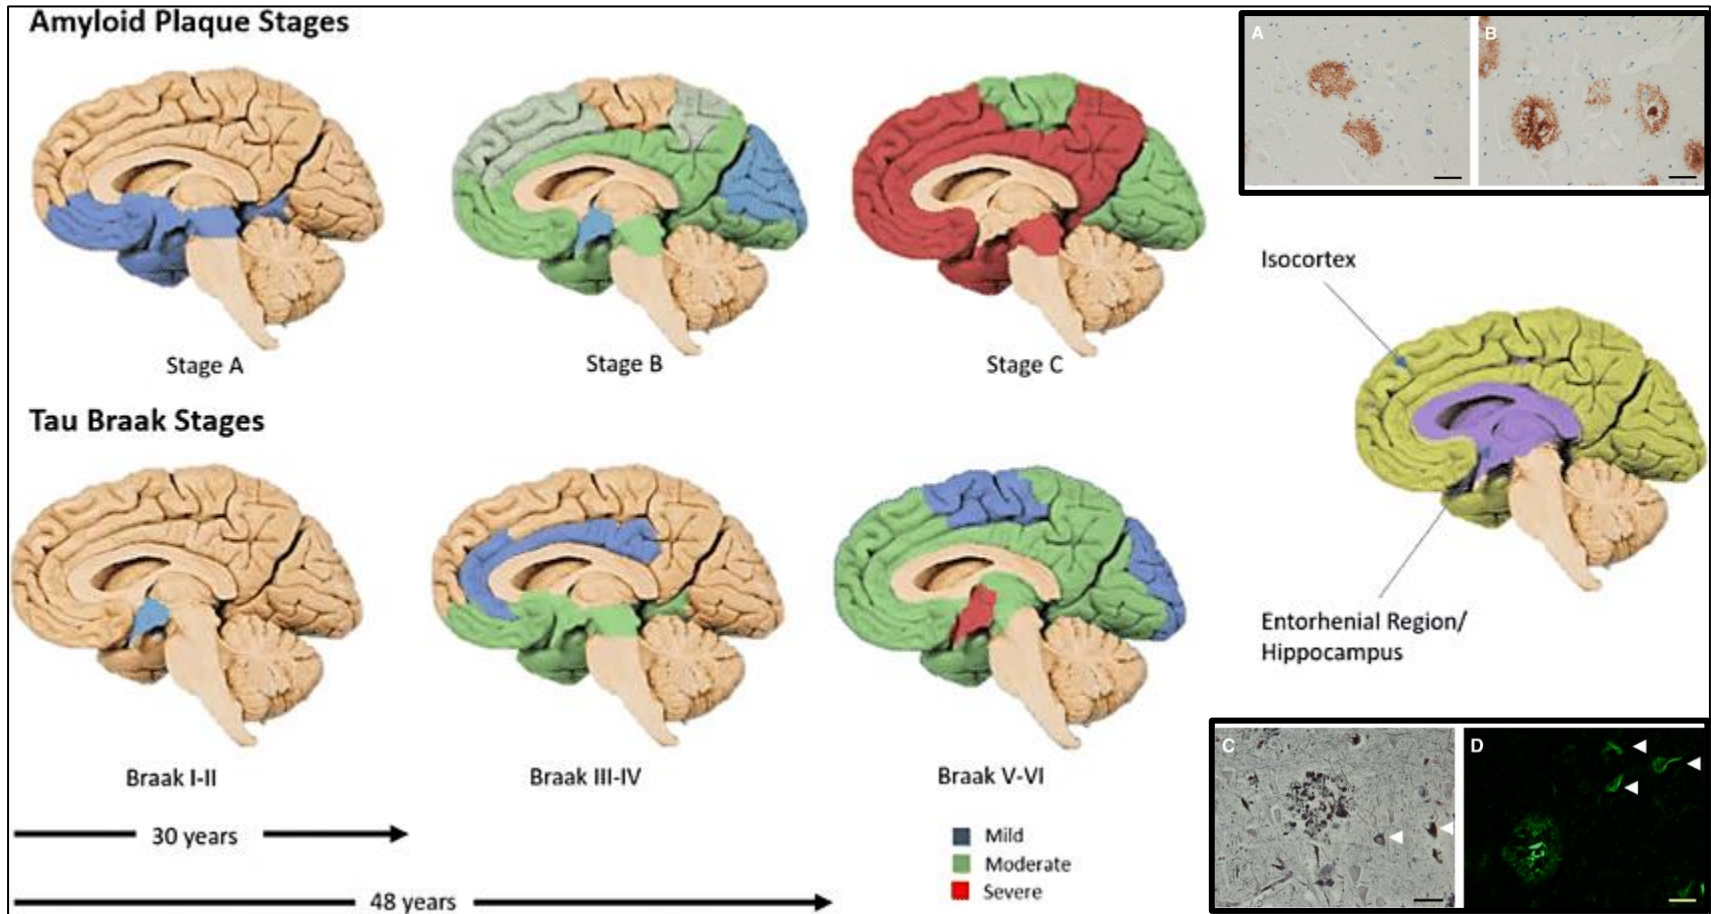 Amyloid Plaque Stages
A
B
Stage A
Stage B
Stage C
Isocortex
Tau Braak Stages
Entorhenial Region/
Hippocampus
Braak I-II
Braak III-IV
Braak V-VI
C
D
30 years
48 years
Mild
Moderate
Severe